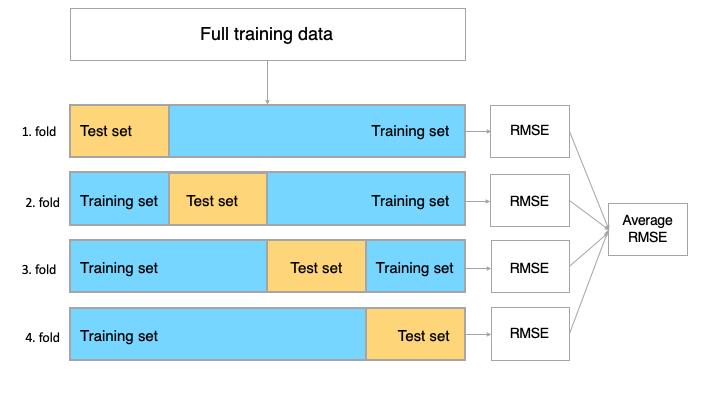 Full training data
1. fold
Test set
Training set
RMSE
2. fold
Training set
Test set
Training set
RMSE
Average
RMSE
3. fold
Training set
Test set
Training set
RMSE
4. fold
Training set
Test set
RMSE